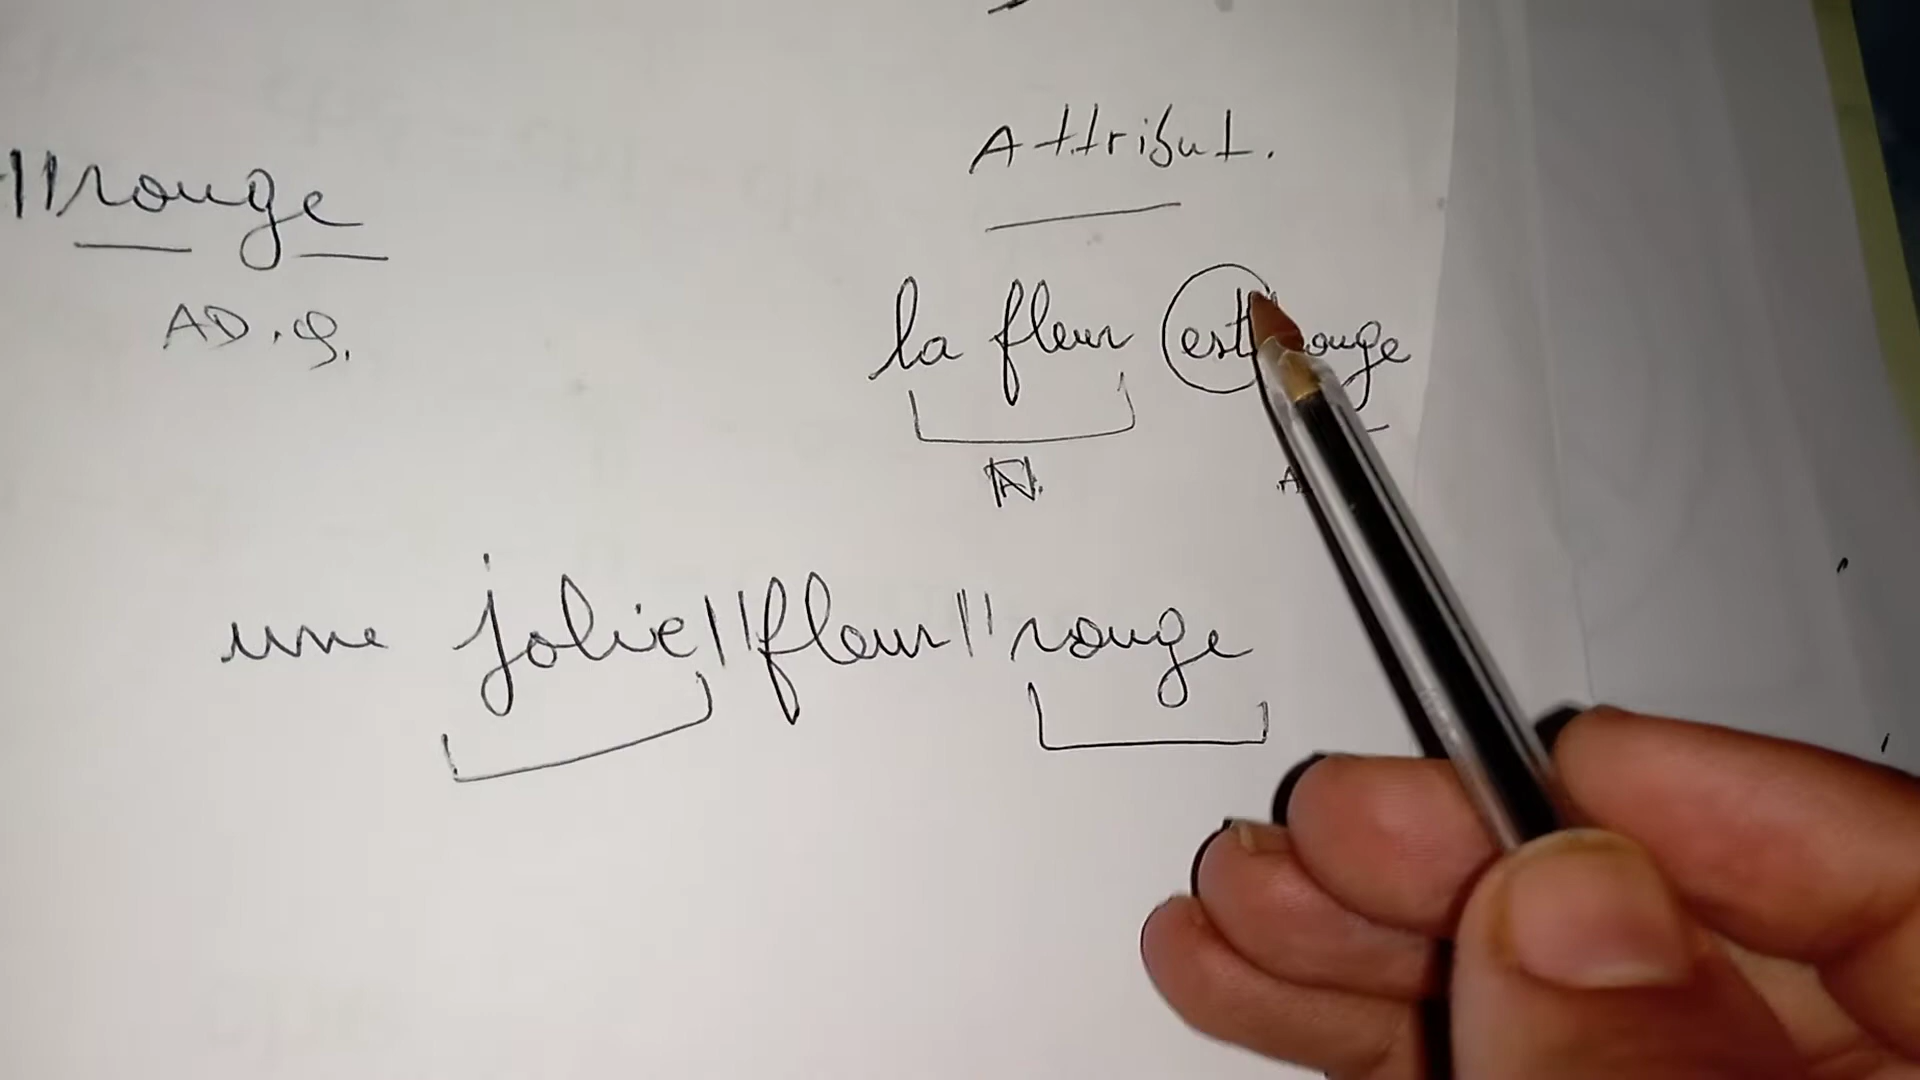 Attribut.
rouge
AD.Q.
la fleur est rouge
N.
A
une jolie fleur rouge